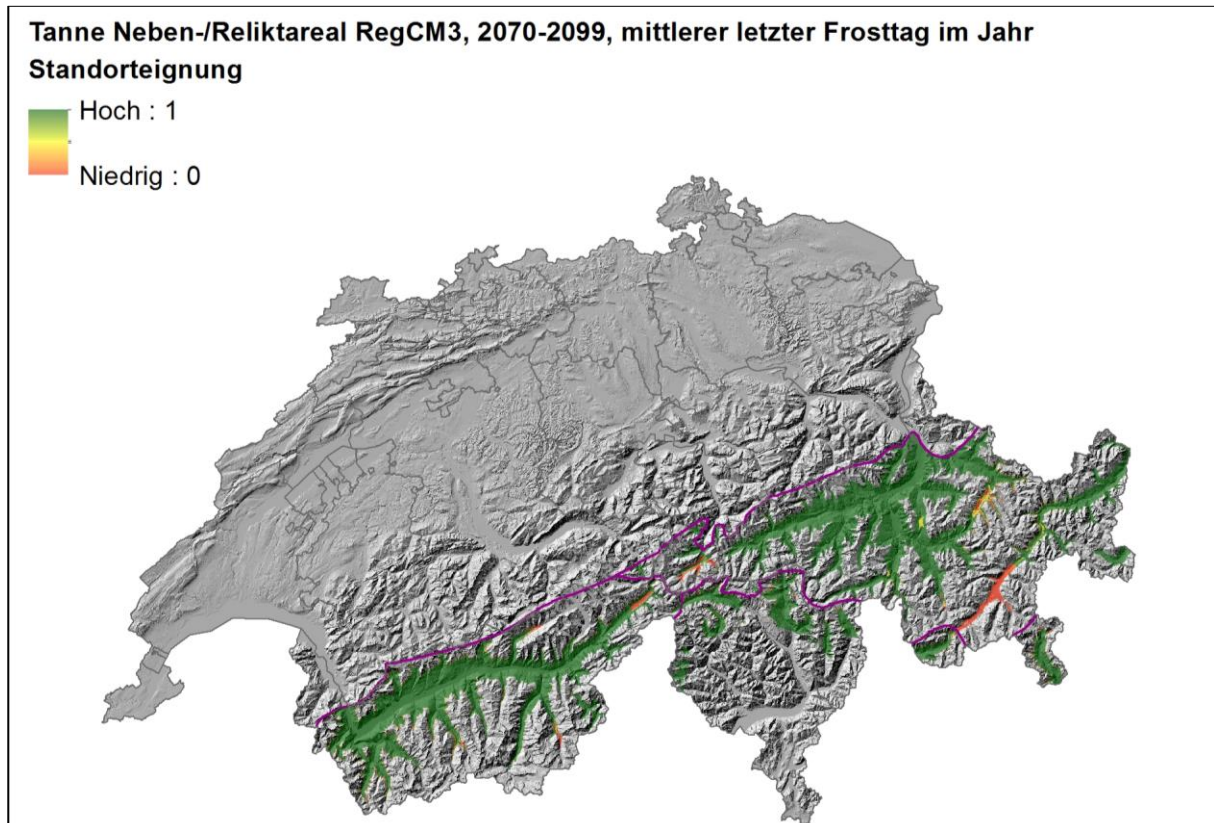 Tanne Neben-/Reliktareal RegCM3, 2070-2099, mittlerer letzter Frosttag im Jahr
Standorteignung
Hoch : 1
Niedrig : 0